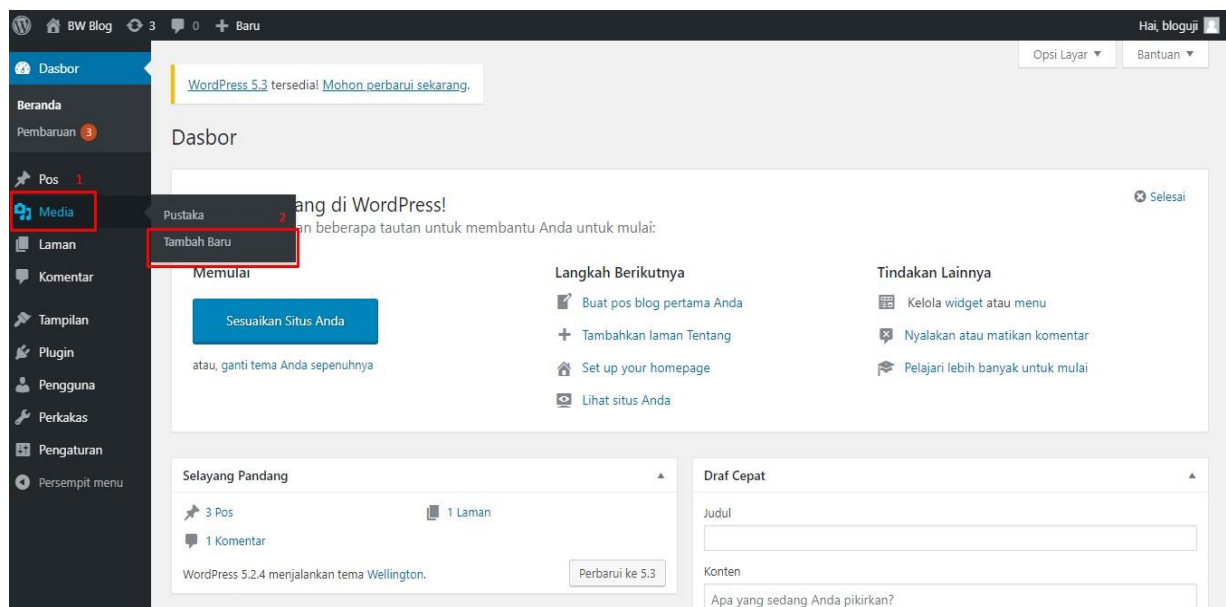 BW Blog 3 0 + Baru
Hai, bloguji
Opsi Layar ▼
Bantuan ▼
Dasbor
Beranda
Pembaruan 3
Pos 1
Media
Laman
Komentar
Tampilan
Plugin
Pengguna
Perkakas
Pengaturan
Persempit menu
Pustaka 2
Tambah Baru
WordPress 5.3 tersedia! Mohon perbarui sekarang.
Dasbor
ang di WordPress!
an beberapa tautan untuk membantu Anda untuk mulai:
Selesai
Memulai
Sesuaikan Situs Anda
atau, ganti tema Anda sepenuhnya
Langkah Berikutnya
Buat pos blog pertama Anda
Tambahkan laman Tentang
Set up your homepage
Lihat situs Anda
Tindakan Lainnya
Kelola widget atau menu
Nyalakan atau matikan komentar
Pelajari lebih banyak untuk mulai
Selayang Pandang
3 Pos
1 Laman
1 Komentar
WordPress 5.2.4 menjalankan tema Wellington.
Perbarui ke 5.3
Draf Cepat
Judul
Konten
Apa yang sedang Anda pikirkan?